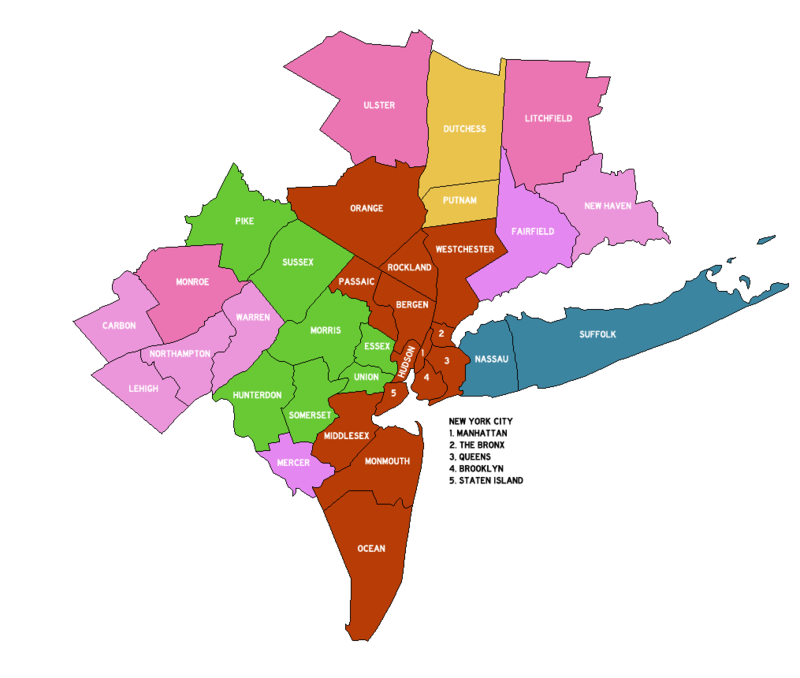 ULSTER
DUTCHESS
LITCHFIELD
PUTNAM
NEW HAVEN
ORANGE
PIKE
FAIRFIELD
WESTCHESTER
SUSSEX
ROCKLAND
MONROE
PASSAIC
BERGEN
WARREN
CARBON
MORRIS
2
SUFFOLK
ESSEX
HUDSON
1
NORTHAMPTON
3
NASSAU
UNION
4
LEHIGH
HUNTERDON
5
SOMERSET
NEW YORK CITY
1. MANHATTAN
2. THE BRONX
3, QUEENS
4. BROOKLYN
5. STATEN ISLAND
MIDDLESEX
MERCER
MONMOUTH
OCEAN